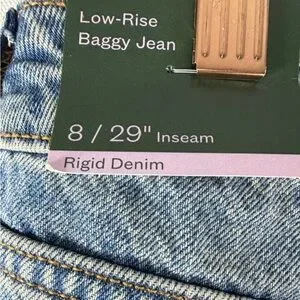 Low-Rise
Baggy Jean
8 / 29" Inseam
Rigid Denim